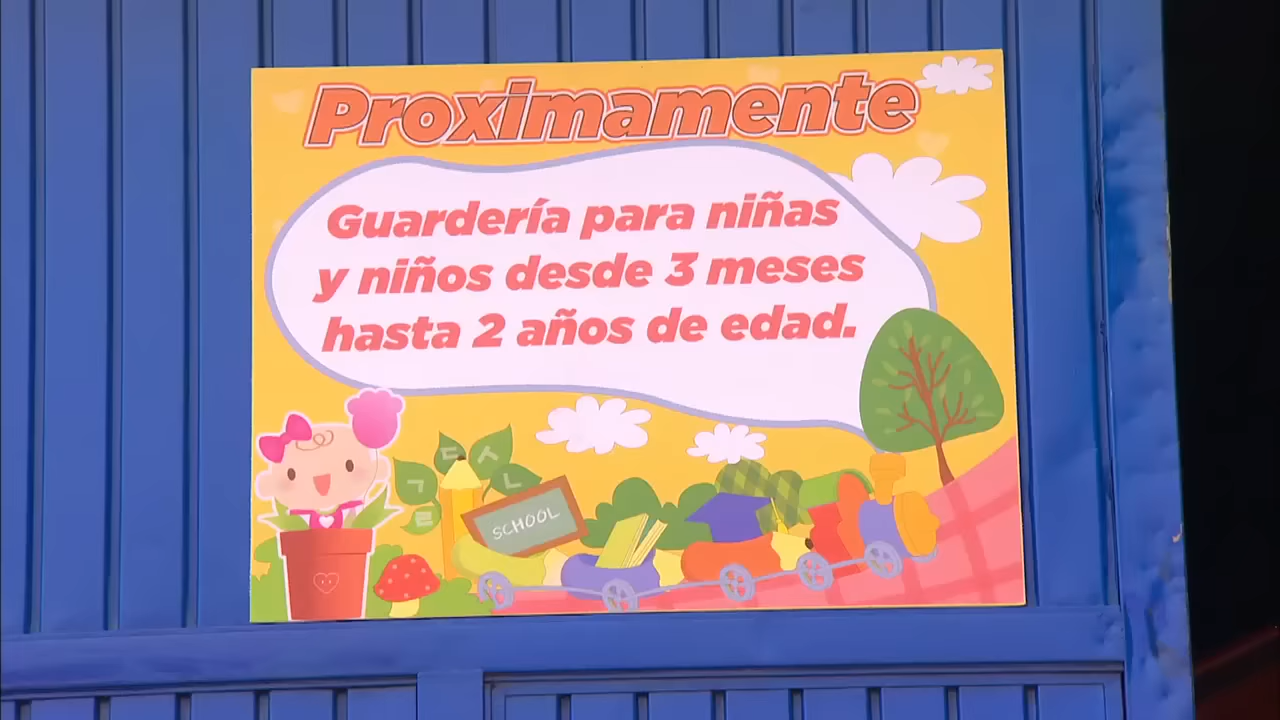 Proximamente
Guardería para niñas
y niños desde 3 meses
hasta 2 años de edad.
SCHOOL